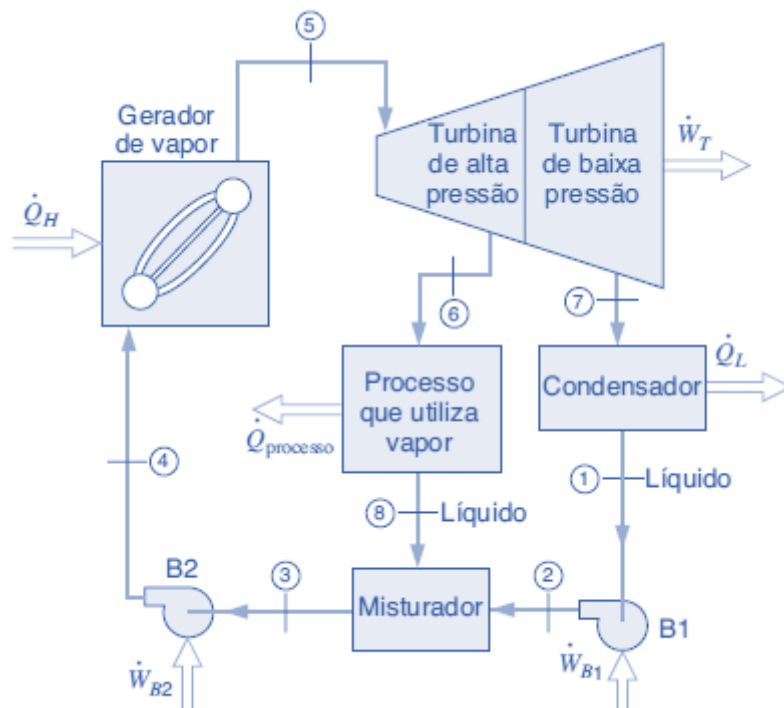 5
Gerador
de vapor
Turbina
de alta
pressão
Turbina
de baixa
pressão
Ẇ_T
Q̇_H
6
7
Processo
que utiliza
vapor
Condensador
Q̇_L
Q̇_processo
4
1
Líquido
8
Líquido
B2
3
Misturador
2
B1
Ẇ_B2
Ẇ_B1